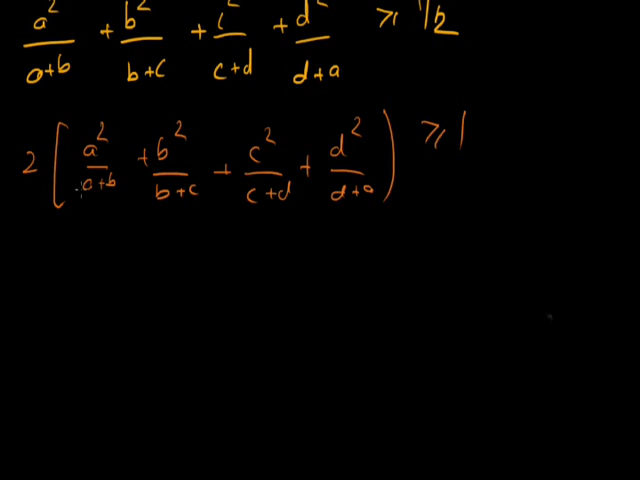 a²/(a+b) + b²/(b+c) + c²/(c+d) + d²/(d+a) ≥ 1/2
2 [ a²/(a+b) + b²/(b+c) + c²/(c+d) + d²/(d+a) ) ≥ 1